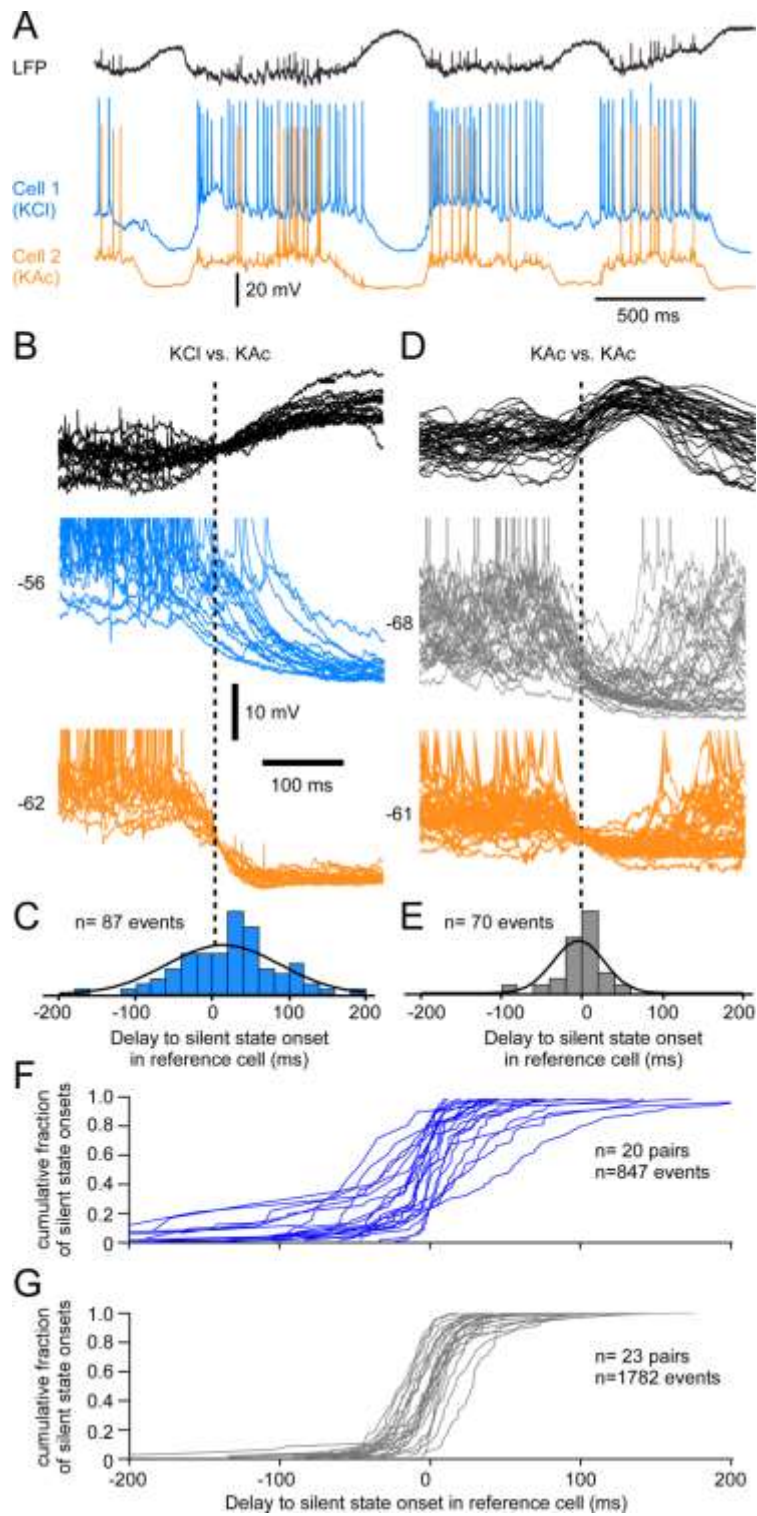 A
LFP
Cell 1
(KCl)
Cell 2
(KAc)
20 mV
500 ms
B
KCl vs. KAc
D
KAc vs. KAc
-56
-68
10 mV
100 ms
-62
-61
C
n= 87 events
E
n= 70 events
-200 -100 0 100 200
-200 -100 0 100 200
Delay to silent state onset
in reference cell (ms)
Delay to silent state onset
in reference cell (ms)
F
cumulative fraction
of silent state onsets
1.0
0.8
0.6
0.4
0.2
0
n= 20 pairs
n=847 events
-200 -100 0 100 200
G
cumulative fraction
of silent state onsets
1.0
0.8
0.6
0.4
0.2
0
n= 23 pairs
n=1782 events
-200 -100 0 100 200
Delay to silent state onset in reference cell (ms)